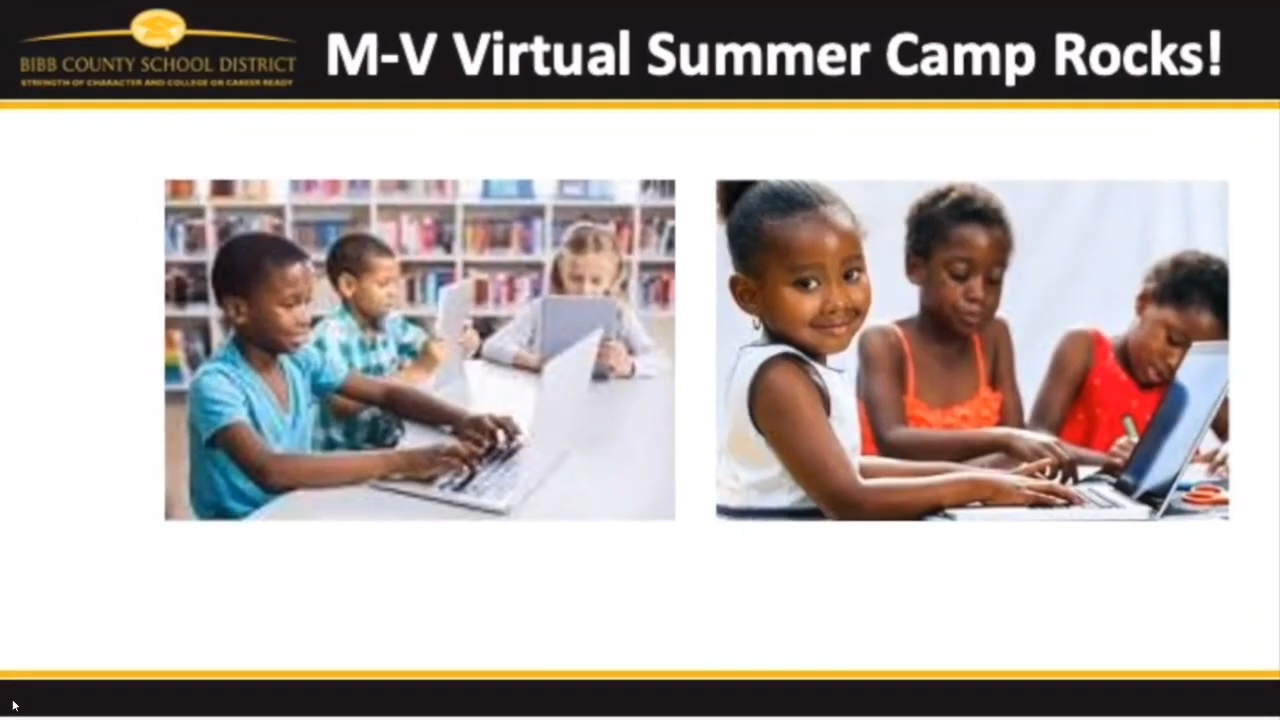 BIBB COUNTY SCHOOL DISTRICT
STRENGTH OF CHARACTER AND COLLEGE OR CAREER READY
M-V Virtual Summer Camp Rocks!